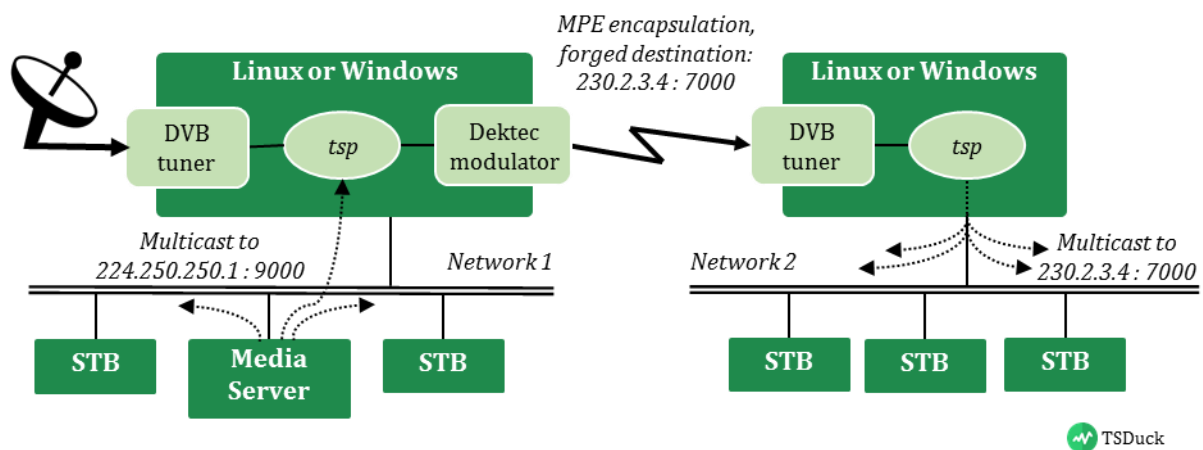 MPE encapsulation,
forged destination:
230.2.3.4 : 7000
Linux or Windows
DVB
tuner
tsp
Dektec
modulator
Linux or Windows
DVB
tuner
tsp
Multicast to
224.250.250.1 : 9000
Network 1
Network 2
Multicast to
230.2.3.4 : 7000
STB
Media
Server
STB
STB
STB
STB
TSDuck